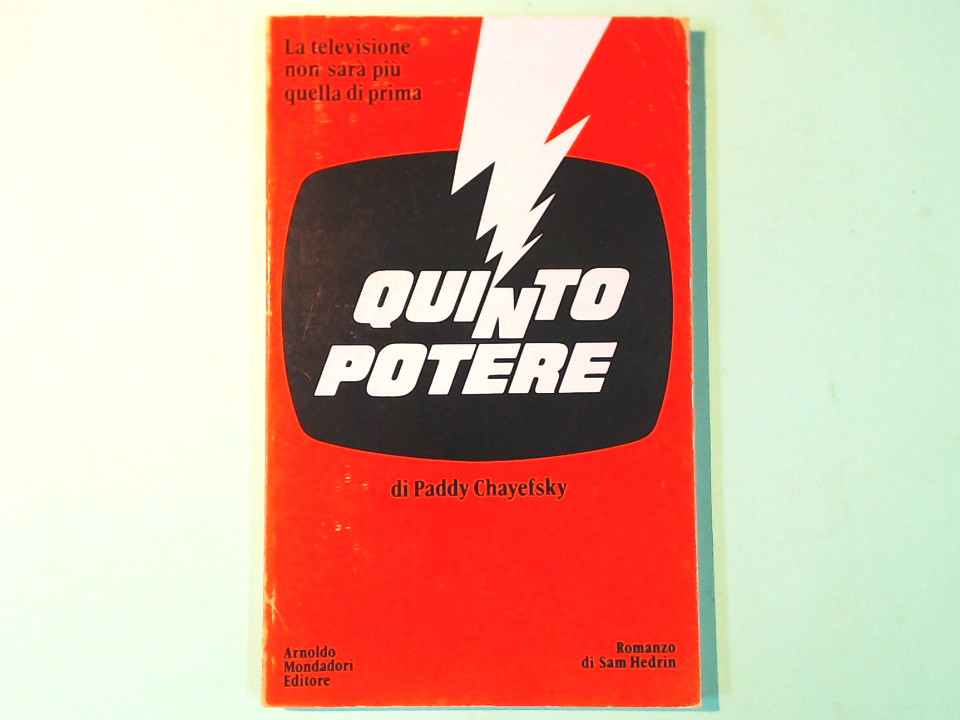 La televisione
non sarà più
quella di prima
QUINTO
POTERE
di Paddy Chayefsky
Arnoldo
Mondadori
Editore
Romanzo
di Sam Hedrin